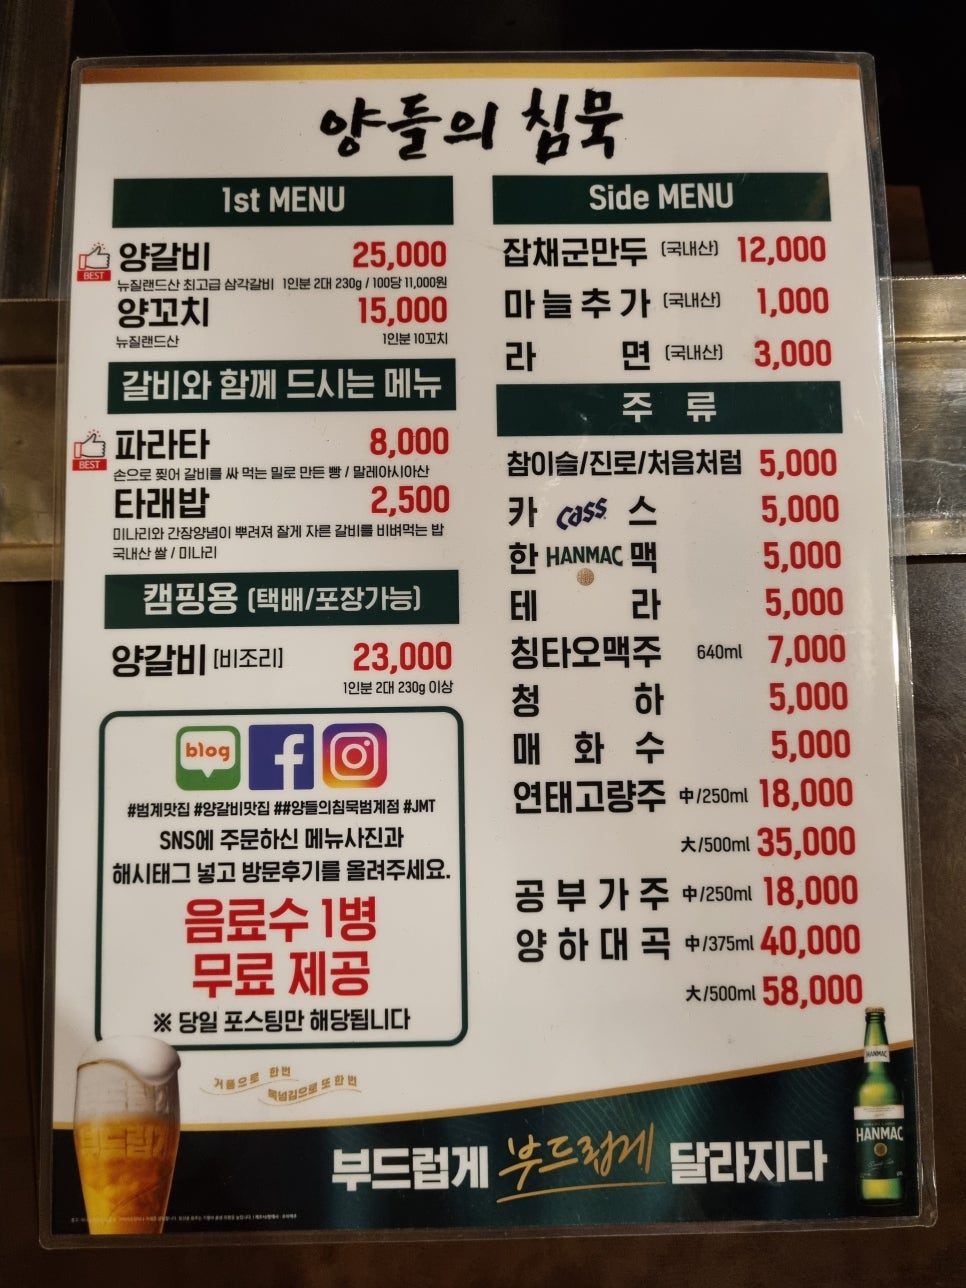 양들의 침묵
1st MENU
BEST
양갈비 25,000
뉴질랜드산 최고급 삼각갈비 1인분 2대 230g / 100당 11,000원
양꼬치 15,000
뉴질랜드산 1인분 10꼬치
갈비와 함께 드시는 메뉴
BEST
파라타 8,000
손으로 찢어 갈비를 싸 먹는 밀로 만든 빵 / 말레아시아산
타래밥 2,500
미나리와 간장양념이 뿌려져 잘게 자른 갈비를 비벼먹는 밥
국내산 쌀 / 미나리
캠핑용 (택배/포장가능)
양갈비 [비조리] 23,000
1인분 2대 230g 이상
blog
#범계맛집 #양갈비맛집 ##양들의침묵범계점 #JMT
SNS에 주문하신 메뉴사진과
해시태그 넣고 방문후기를 올려주세요.
음료수 1병
무료 제공
※ 당일 포스팅만 해당됩니다
Side MENU
잡채군만두 (국내산) 12,000
마늘추가 (국내산) 1,000
라면 (국내산) 3,000
주류
참이슬/진로/처음처럼 5,000
카 Cass 스 5,000
한 HANMAC 맥 5,000
테라 5,000
칭타오맥주 640ml 7,000
청하 5,000
매화수 5,000
연태고량주 中/250ml 18,000
大/500ml 35,000
공부가주 中/250ml 18,000
양하대곡 中/375ml 40,000
大/500ml 58,000
거품으로 한번
목넘김으로 또 한번
부드럽게
부드럽게 부드럽게 달라지다
HANMAC
HANMAC